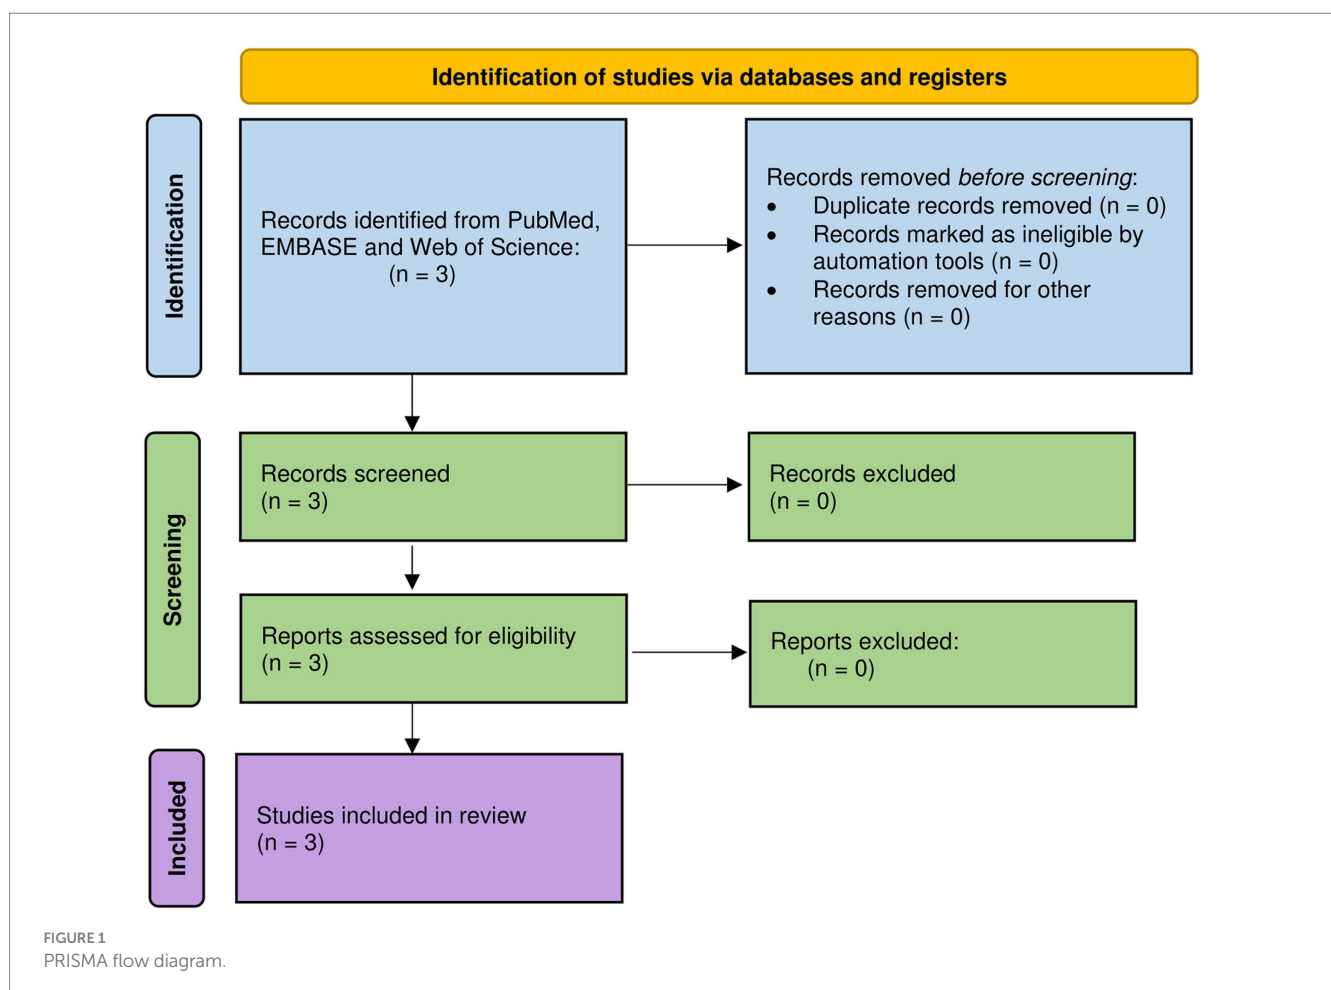 Identification of studies via databases and registers
Identification
Records identified from PubMed,
EMBASE and Web of Science:
(n = 3)
Records removed before screening:
• Duplicate records removed (n = 0)
• Records marked as ineligible by
automation tools (n = 0)
• Records removed for other
reasons (n = 0)
Screening
Records screened
(n = 3)
Records excluded
(n = 0)
Reports assessed for eligibility
(n = 3)
Reports excluded:
(n = 0)
Included
Studies included in review
(n = 3)
FIGURE 1
PRISMA flow diagram.